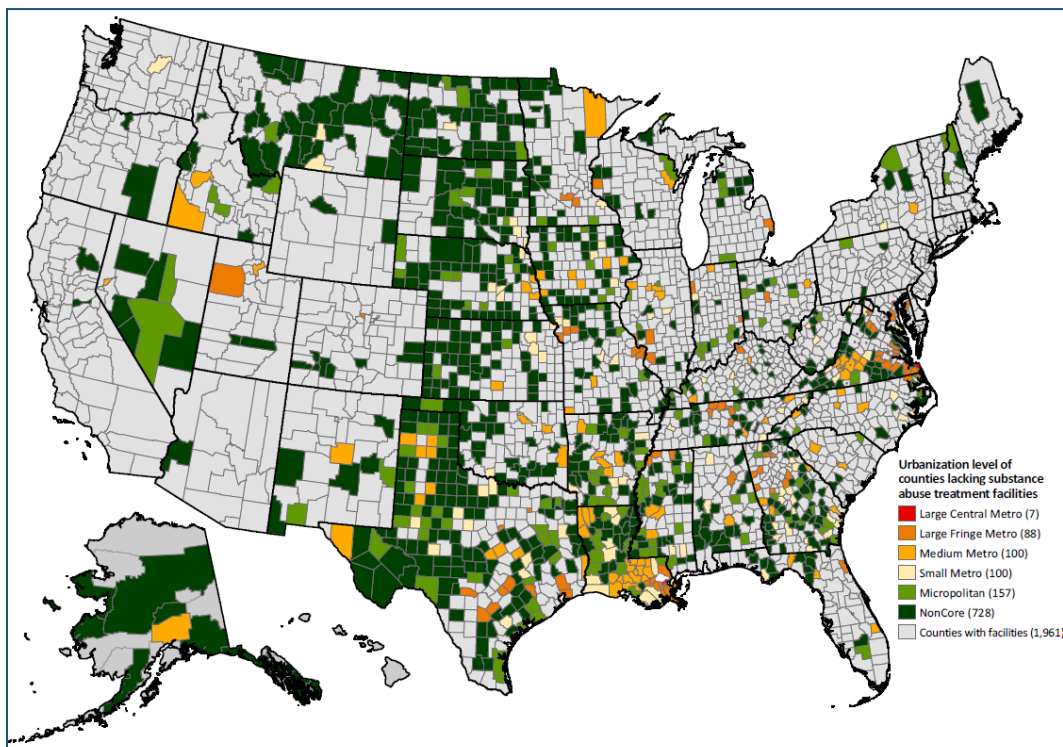 Urbanization level of
counties lacking substance
abuse treatment facilities
Large Central Metro (7)
Large Fringe Metro (88)
Medium Metro (100)
Small Metro (100)
Micropolitan (157)
NonCore (728)
Counties with facilities (1,961)